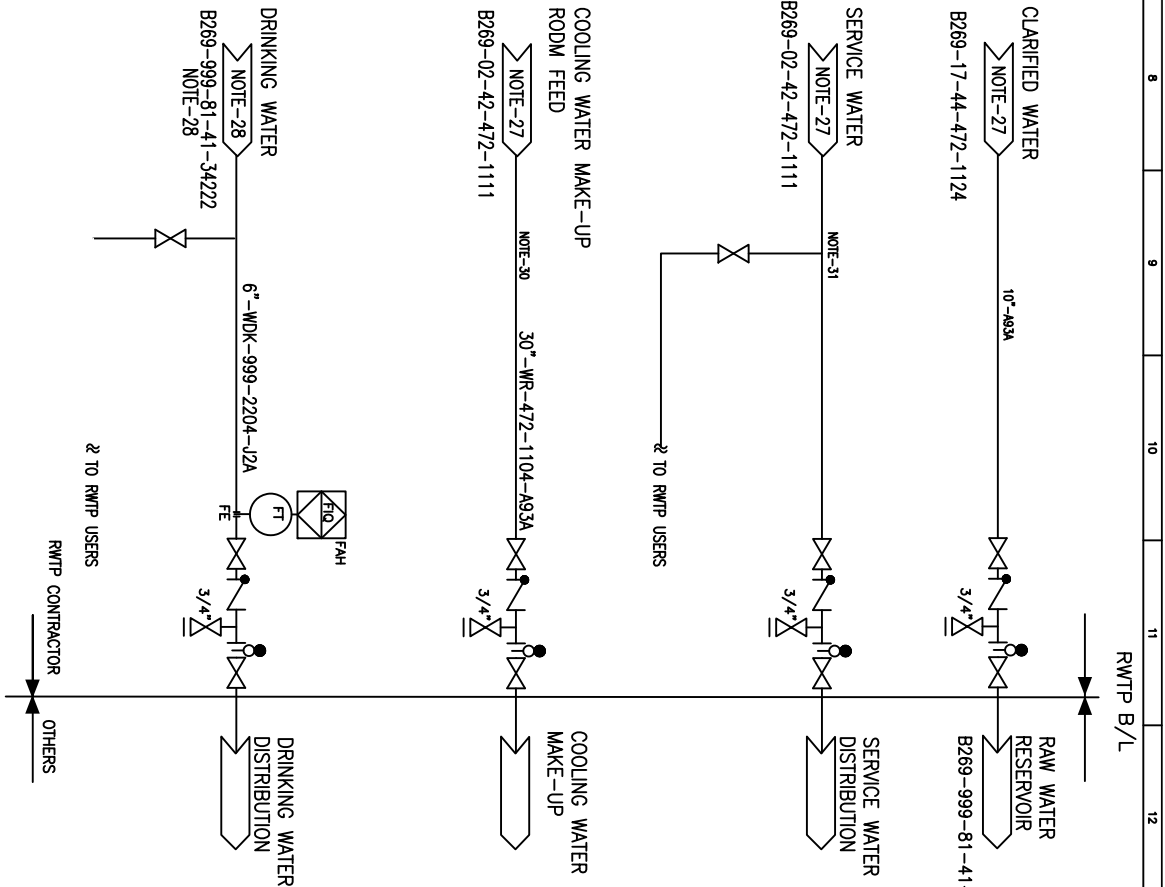 8
9
10
11
12
RWTP B/L
CLARIFIED WATER
NOTE-27
B269-17-44-472-1124
10"-A93A
3/4"
RAW WATER
RESERVOIR
B269-999-81-41-
SERVICE WATER
NOTE-27
B269-02-42-472-1111
NOTE-31
3/4"
≀≀ TO RWTP USERS
SERVICE WATER
DISTRIBUTION
COOLING WATER MAKE-UP
RODM FEED
NOTE-27
B269-02-42-472-1111
NOTE-30
30"-WR-472-1104-A93A
3/4"
COOLING WATER
MAKE-UP
DRINKING WATER
NOTE-28
B269-999-81-41-34222
NOTE-28
6"-WDK-999-2204-J2A
FE
FT
FIQ
FAH
3/4"
≀≀ TO RWTP USERS
DRINKING WATER
DISTRIBUTION
RWTP CONTRACTOR
OTHERS